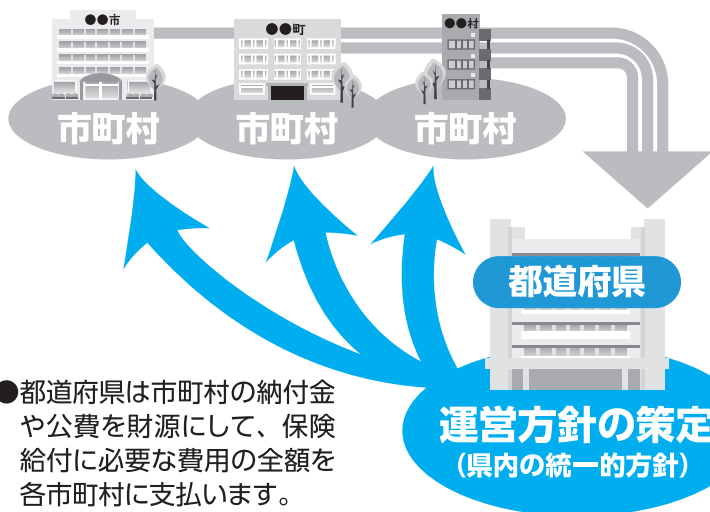 ●●市
●●町
●●村
市町村
市町村
市町村
都道府県
運営方針の策定
（県内の統一的方針）
●都道府県は市町村の納付金
や公費を財源にして、保険
給付に必要な費用の全額を
各市町村に支払います。